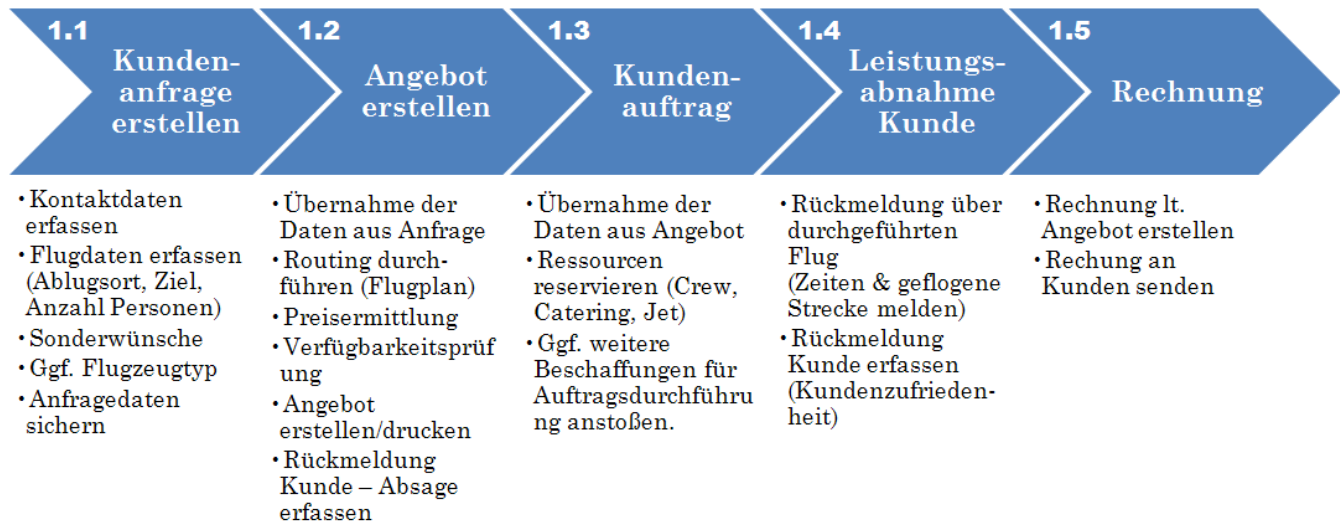 1.1
Kunden-
anfrage
erstellen
1.2
Angebot
erstellen
1.3
Kunden-
auftrag
1.4
Leistungs-
abnahme
Kunde
1.5
Rechnung
• Kontaktdaten
erfassen
• Flugdaten erfassen
(Ablugsort, Ziel,
Anzahl Personen)
• Sonderwünsche
• Ggf. Flugzeugtyp
• Anfragedaten
sichern
• Übernahme der
Daten aus Anfrage
• Routing durch-
führen (Flugplan)
• Preisermittlung
• Verfügbarkeitsprüf
ung
• Angebot
erstellen/drucken
• Rückmeldung
Kunde – Absage
erfassen
• Übernahme der
Daten aus Angebot
• Ressourcen
reservieren (Crew,
Catering, Jet)
• Ggf. weitere
Beschaffungen für
Auftragsdurchführu
ng anstoßen.
• Rückmeldung über
durchgeführten
Flug
(Zeiten & geflogene
Strecke melden)
• Rückmeldung
Kunde erfassen
(Kundenzufrieden-
heit)
• Rechnung lt.
Angebot erstellen
• Rechung an
Kunden senden